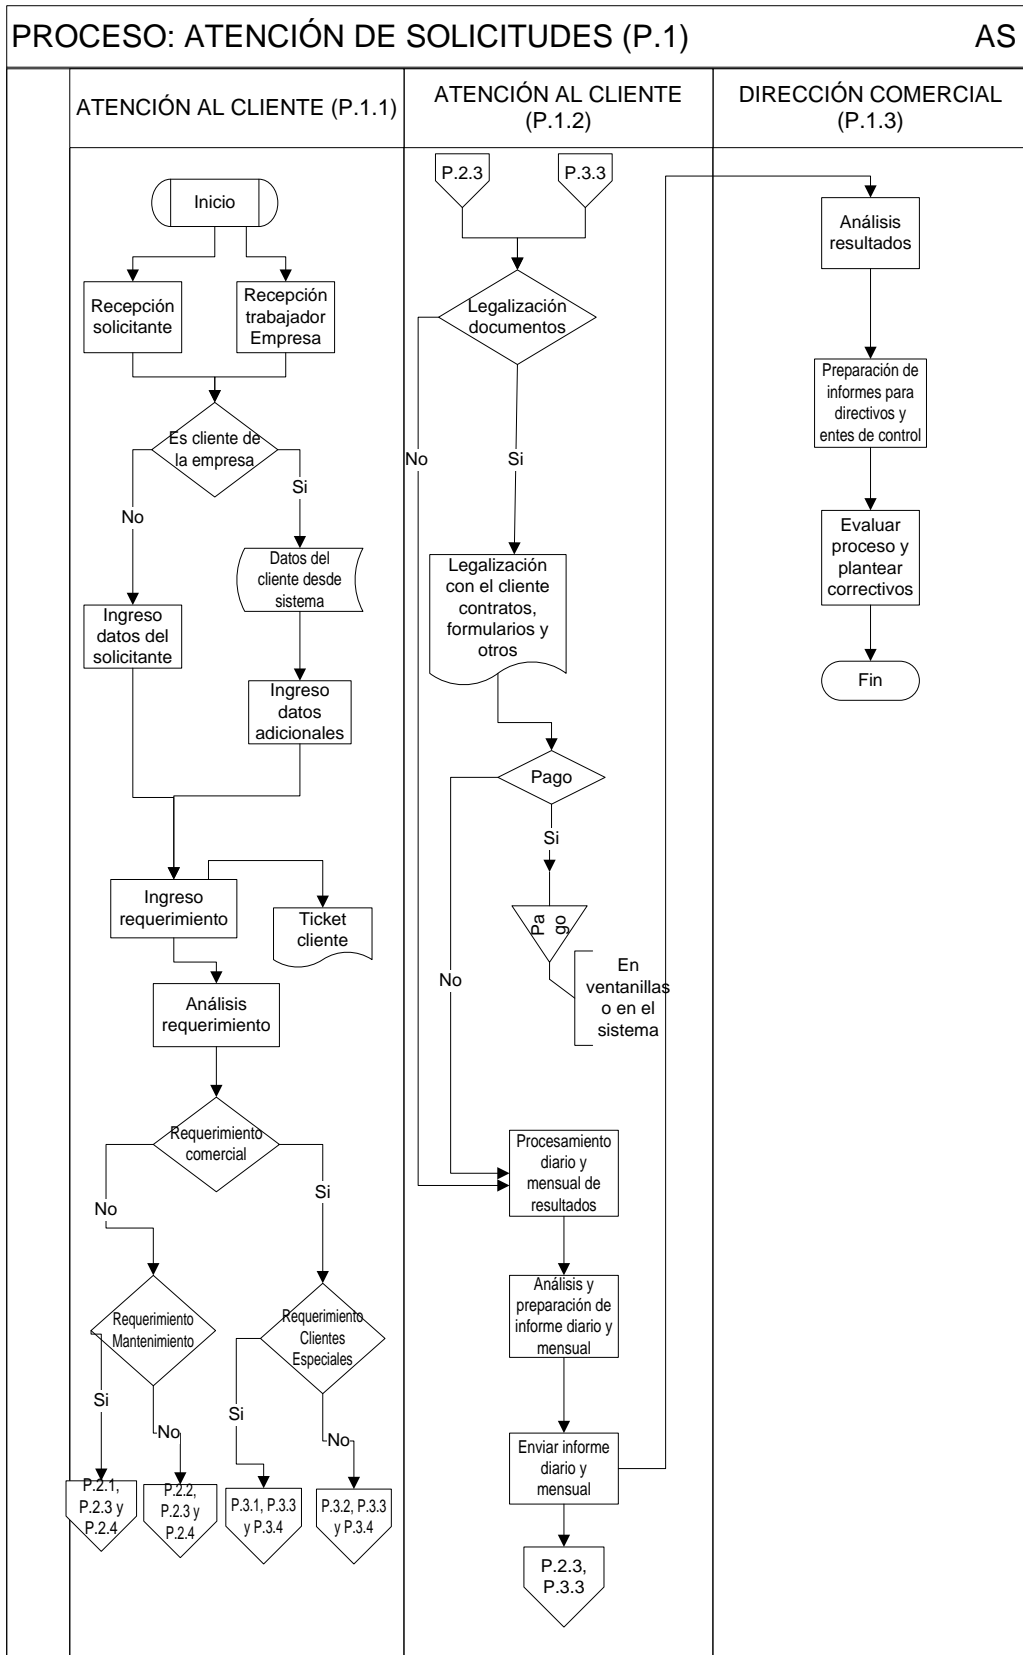 PROCESO: ATENCIÓN DE SOLICITUDES (P.1)
AS
ATENCIÓN AL CLIENTE (P.1.1)
Inicio
Recepción
solicitante
Recepción
trabajador
Empresa
Es cliente de
la empresa
No
Si
Datos del
cliente desde
sistema
Ingreso
datos del
solicitante
Ingreso
datos
adicionales
Ingreso
requerimiento
Ticket
cliente
Análisis
requerimiento
Requerimiento
comercial
No
Si
Requerimiento
Mantenimiento
Requerimiento
Clientes
Especiales
Si
No
Si
No
P.2.1,
P.2.3 y
P.2.4
P.2.2,
P.2.3 y
P.2.4
P.3.1, P.3.3
y P.3.4
P.3.2, P.3.3
y P.3.4
ATENCIÓN AL CLIENTE
(P.1.2)
P.2.3
P.3.3
Legalización
documentos
No
Si
Legalización
con el cliente
contratos,
formularios y
otros
Pago
Si
Pa
go
No
En
ventanillas
o en el
sistema
Procesamiento
diario y
mensual de
resultados
Análisis y
preparación de
informe diario y
mensual
Enviar informe
diario y
mensual
P.2.3,
P.3.3
DIRECCIÓN COMERCIAL
(P.1.3)
Análisis
resultados
Preparación de
informes para
directivos y
entes de control
Evaluar
proceso y
plantear
correctivos
Fin